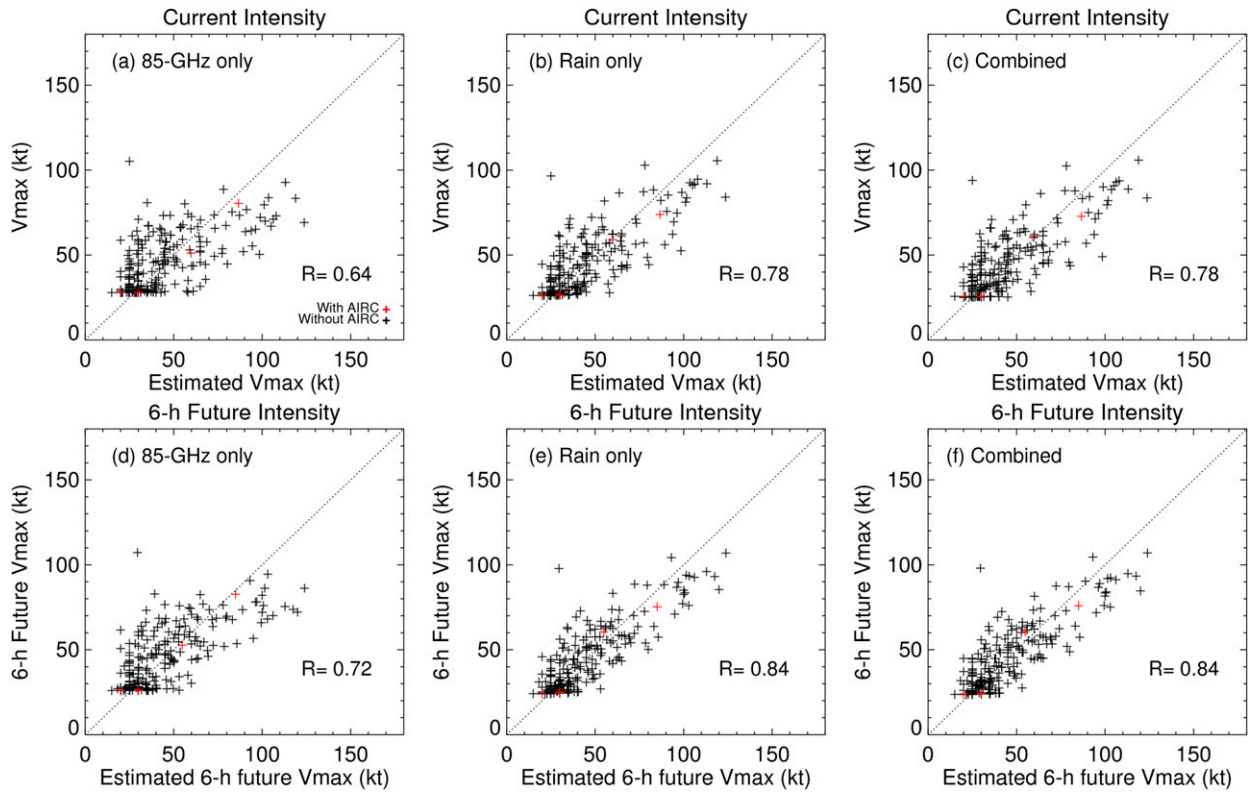 Current Intensity
(a) 85-GHz only
150
100
50
0
Vmax (kt)
R= 0.64
With AIRC
Without AIRC
0 50 100 150
Estimated Vmax (kt)
Current Intensity
(b) Rain only
150
100
50
0
Vmax (kt)
R= 0.78
0 50 100 150
Estimated Vmax (kt)
Current Intensity
(c) Combined
150
100
50
0
Vmax (kt)
R= 0.78
0 50 100 150
Estimated Vmax (kt)
6-h Future Intensity
(d) 85-GHz only
150
100
50
0
6-h Future Vmax (kt)
R= 0.72
0 50 100 150
Estimated 6-h future Vmax (kt)
6-h Future Intensity
(e) Rain only
150
100
50
0
6-h Future Vmax (kt)
R= 0.84
0 50 100 150
Estimated 6-h future Vmax (kt)
6-h Future Intensity
(f) Combined
150
100
50
0
6-h Future Vmax (kt)
R= 0.84
0 50 100 150
Estimated 6-h future Vmax (kt)